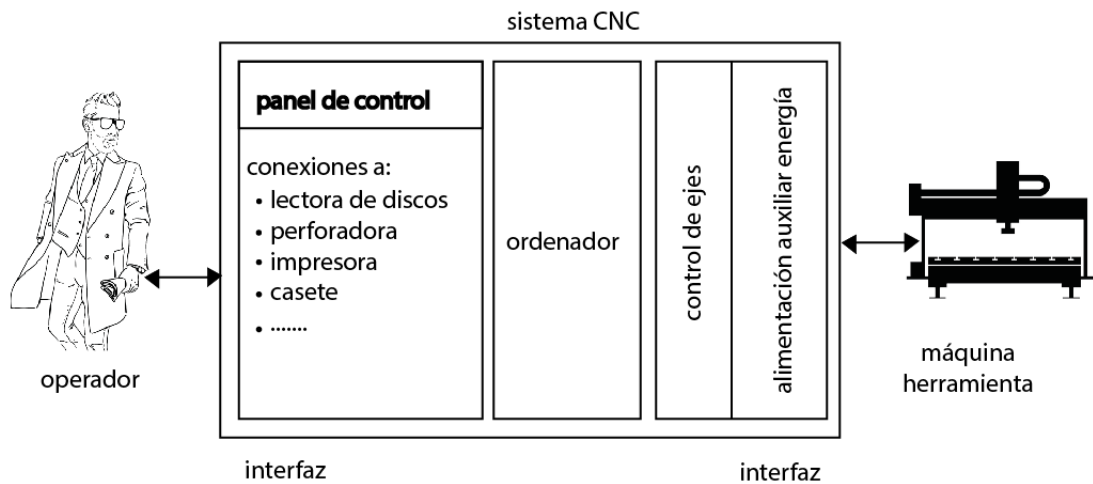 sistema CNC
panel de control
conexiones a:
• lectora de discos
• perforadora
• impresora
• casete
• .......
ordenador
control de ejes
alimentación auxiliar energía
operador
máquina
herramienta
interfaz
interfaz